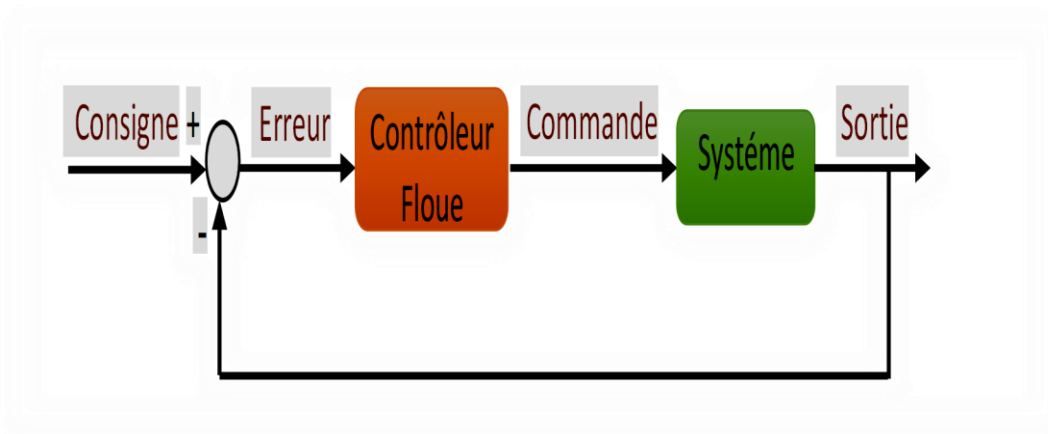 Consigne +
Erreur
Contrôleur
Floue
Commande
Systéme
Sortie
-